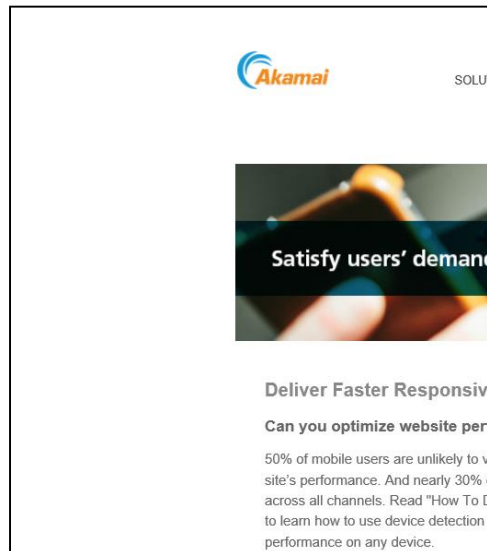 Akamai
SOLU
Satisfy users’ deman
Deliver Faster Responsiv
Can you optimize website per
50% of mobile users are unlikely to v
site's performance. And nearly 30%
across all channels. Read "How To D
to learn how to use device detection
performance on any device.